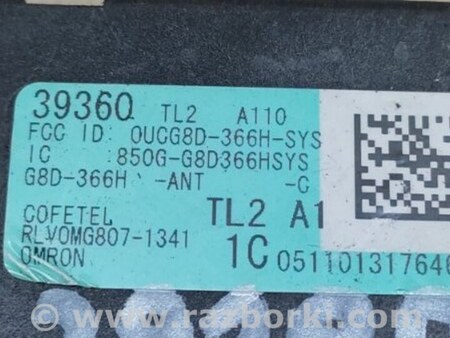 39360 TL2 A110
FCC ID: OUCG8D-366H-SYS
IC :850G-G8D366HSYS
G8D-366H -ANT -C
COFETEL TL2 A1
RLVOMG807-1341
OMRON 1C 05110131764
www.razborki.com